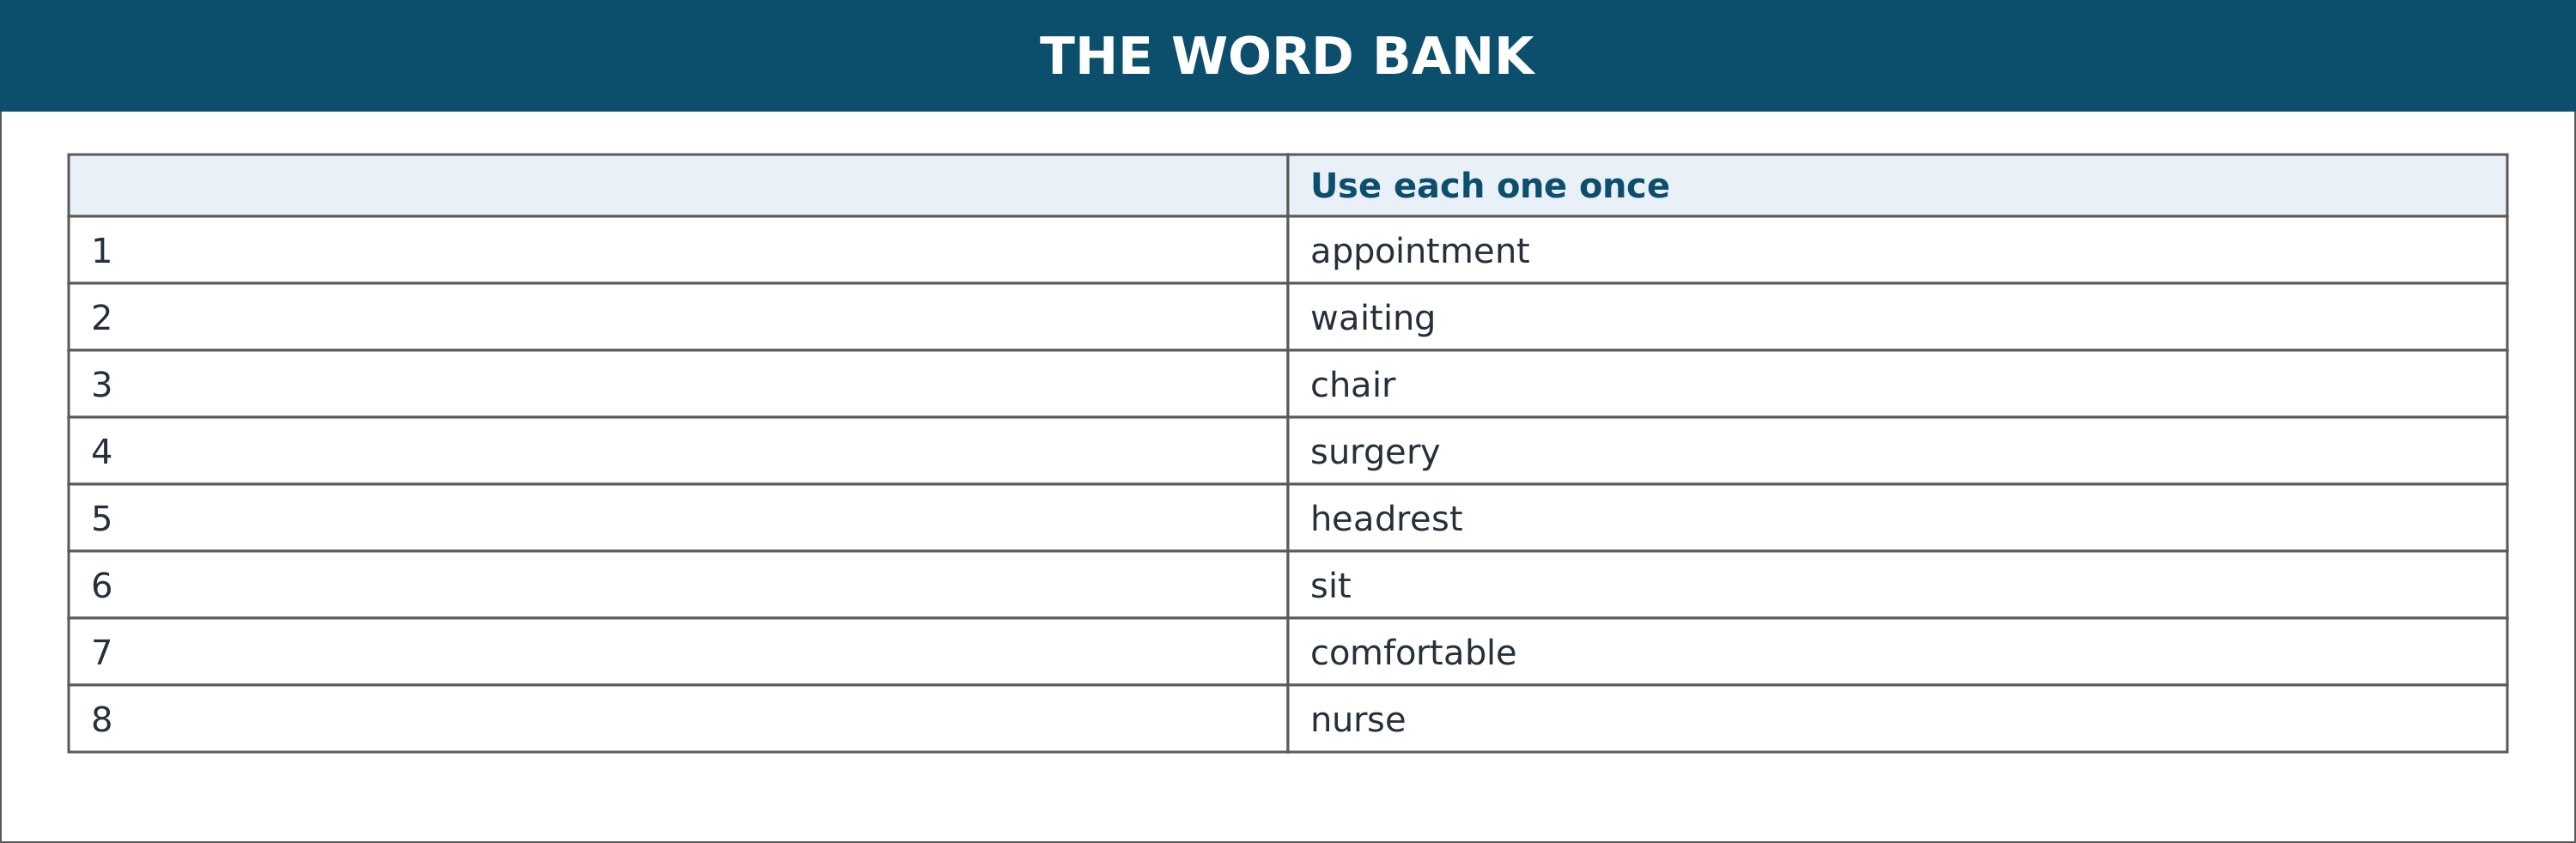 THE WORD BANK
Use each one once
1 appointment
2 waiting
3 chair
4 surgery
5 headrest
6 sit
7 comfortable
8 nurse